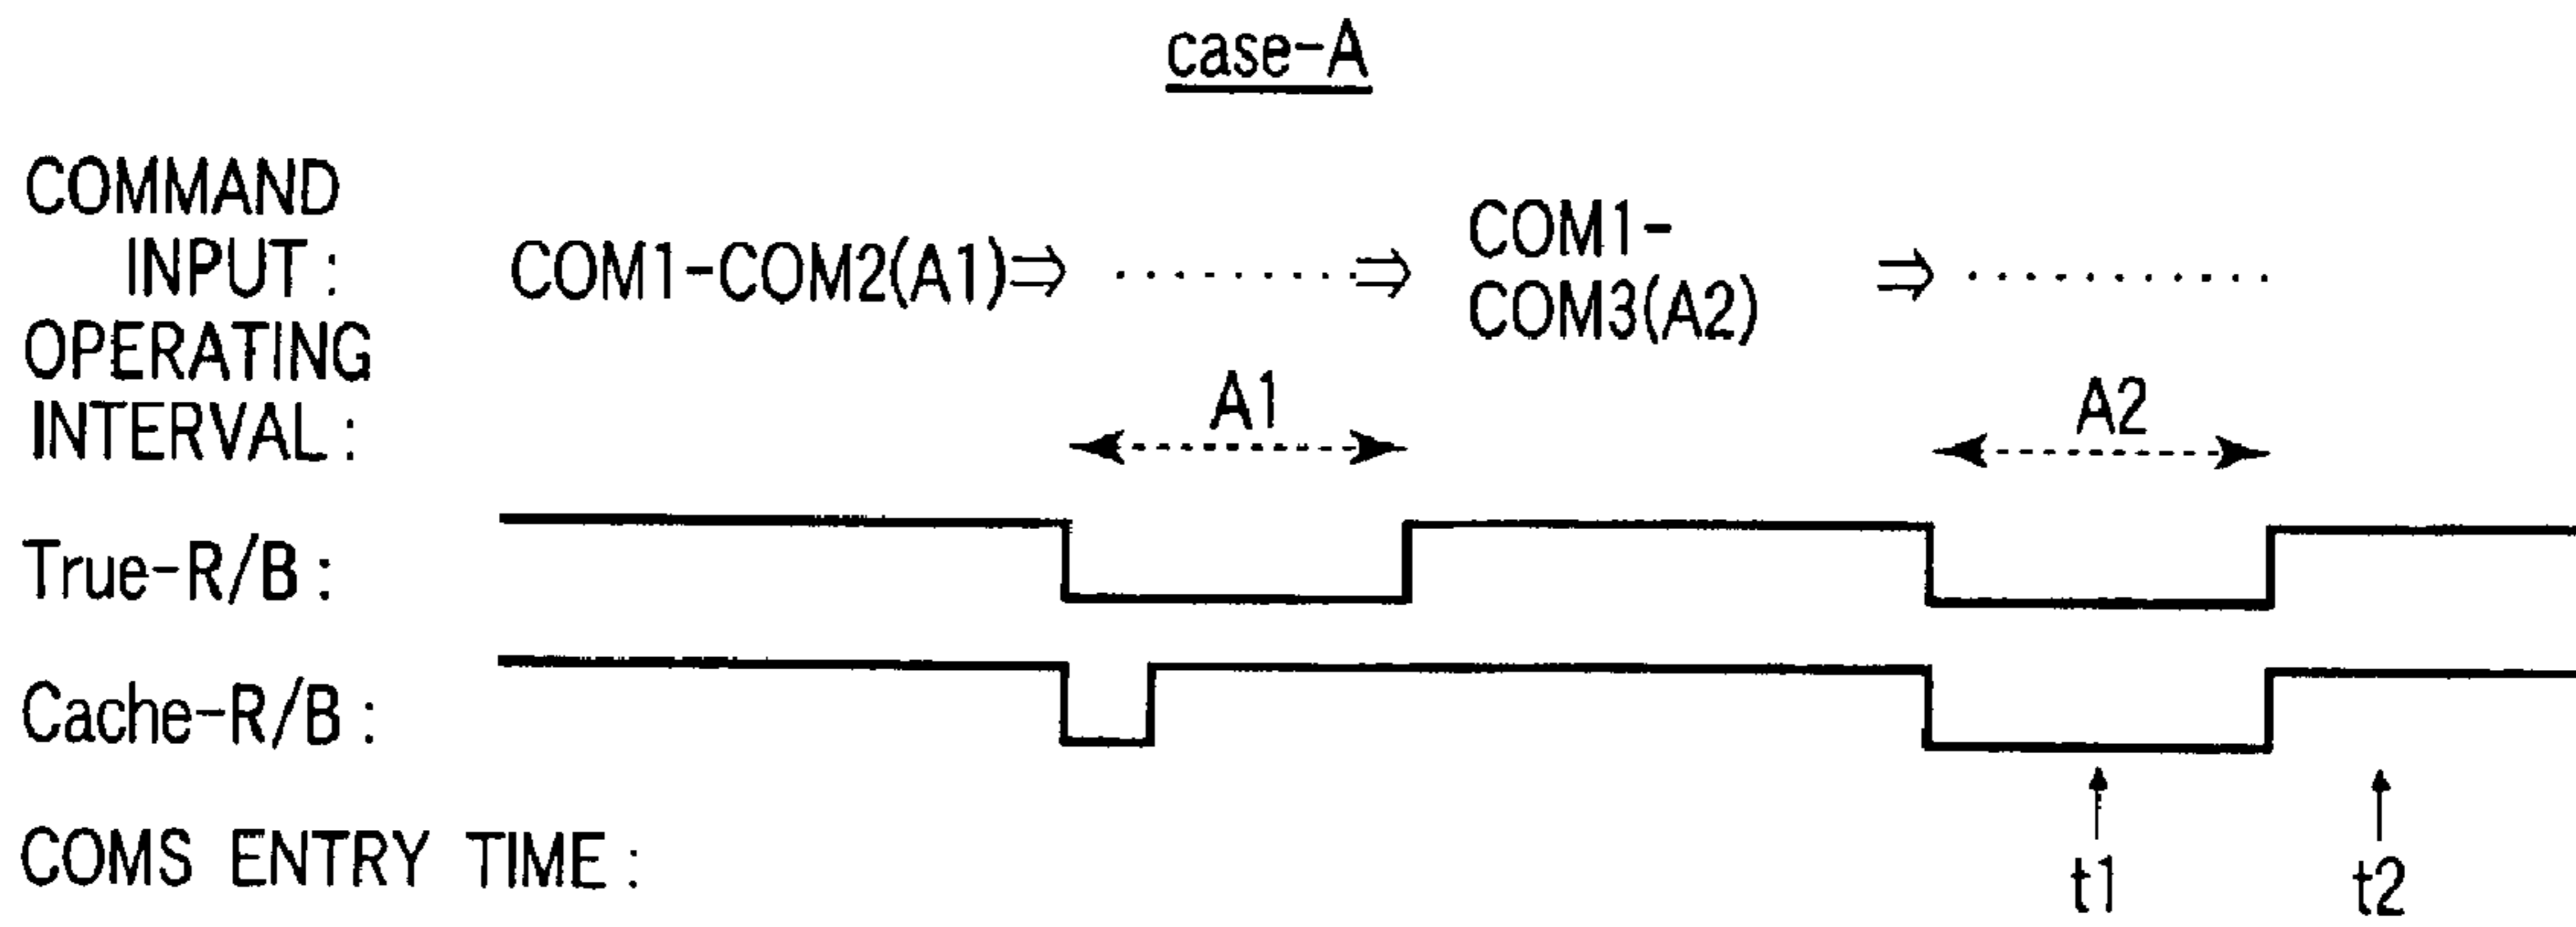 case-A
COMMAND
INPUT :
COM1-COM2(A1)⇒ ·········⇒ COM1-
COM3(A2) ⇒ ··········
OPERATING
INTERVAL :
A1 A2
True-R/B :
Cache-R/B :
COMS ENTRY TIME :
t1 t2